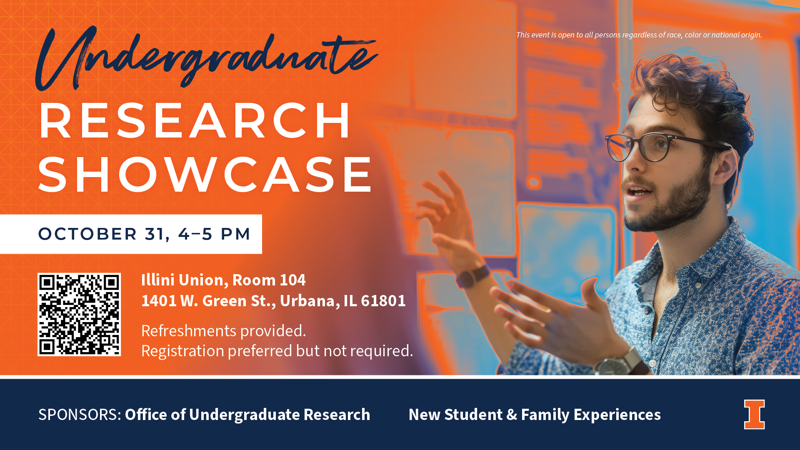 This event is open to all persons regardless of race, color or national origin.
Undergraduate
RESEARCH
SHOWCASE
OCTOBER 31, 4–5 PM
Illini Union, Room 104
1401 W. Green St., Urbana, IL 61801
Refreshments provided.
Registration preferred but not required.
SPONSORS: Office of Undergraduate Research
New Student & Family Experiences
I